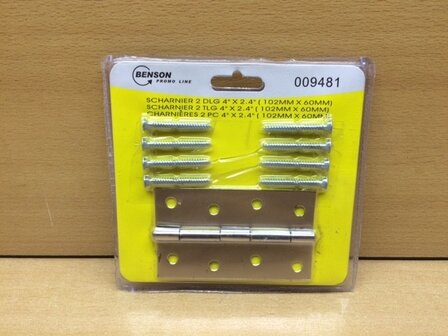 BENSON
PROMO LINE
009481
SCHARNIER 2 DLG 4" X 2.4" ( 102MM X 60MM)
SCHARNIER 2 TLG 4" X 2.4" ( 102MM X 60MM)
CHARNIÈRES 2 PC 4" X 2.4" ( 102MM X 60MM)